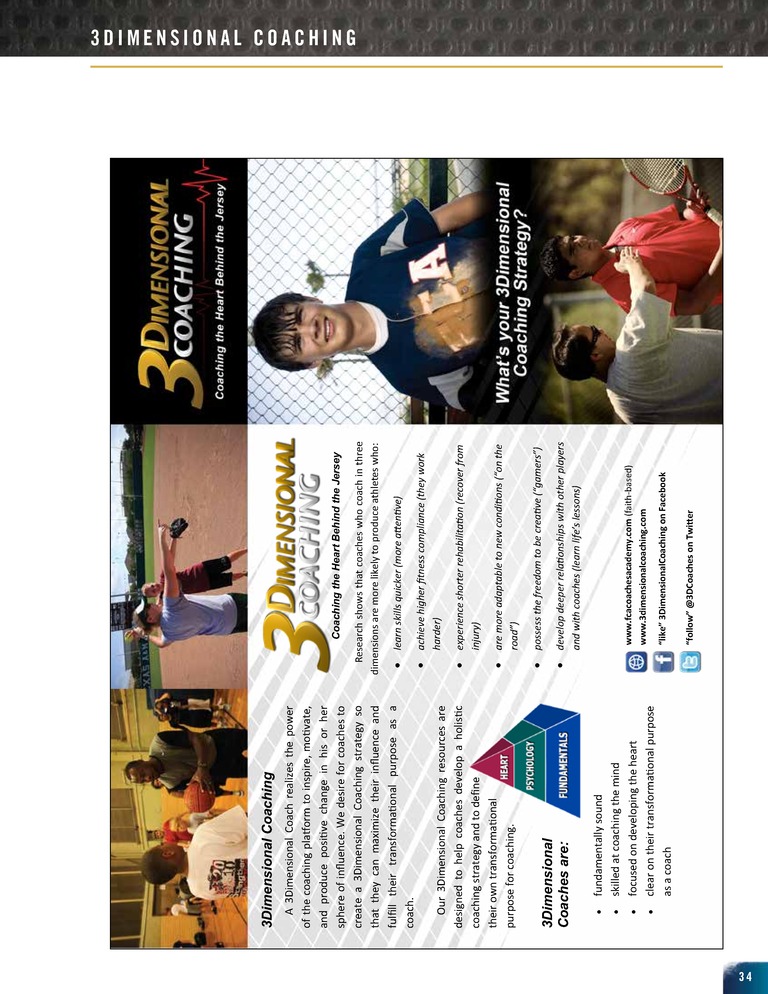 3DIMENSIONAL COACHING
3Dimensional Coaching
A 3Dimensional Coach realizes the power
of the coaching platform to inspire, motivate,
and produce positive change in his or her
sphere of influence. We desire for coaches to
create a 3Dimensional Coaching strategy so
that they can maximize their influence and
fulfill their transformational purpose as a
coach.
Our 3Dimensional Coaching resources are
designed to help coaches develop a holistic
coaching strategy and to define
their own transformational
purpose for coaching.
HEART
PSYCHOLOGY
FUNDAMENTALS
3Dimensional
Coaches are:
• fundamentally sound
• skilled at coaching the mind
• focused on developing the heart
• clear on their transformational purpose
as a coach
3DIMENSIONAL
COACHING
Coaching the Heart Behind the Jersey
Research shows that coaches who coach in three
dimensions are more likely to produce athletes who:
• learn skills quicker (more attentive)
• achieve higher fitness compliance (they work
harder)
• experience shorter rehabilitation (recover from
injury)
• are more adaptable to new conditions ("on the
road")
• possess the freedom to be creative ("gamers")
• develop deeper relationships with other players
and with coaches (learn life's lessons)
www.fcacoachesacademy.com (faith-based)
www.3dimensionalcoaching.com
"like" 3DimensionalCoaching on Facebook
"follow' @3DCoaches on Twitter
3DIMENSIONAL
COACHING
Coaching the Heart Behind the Jersey
What's your 3Dimensional
Coaching Strategy?
34